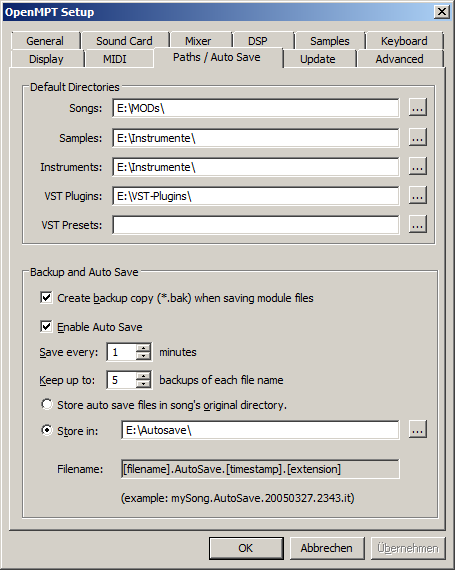 OpenMPT Setup
General Sound Card Mixer DSP Samples Keyboard
Display MIDI Paths / Auto Save Update Advanced
Default Directories
Songs: E:\MODs\ ...
Samples: E:\Instrumente\ ...
Instruments: E:\Instrumente\ ...
VST Plugins: E:\VST-Plugins\ ...
VST Presets: ...
Backup and Auto Save
Create backup copy (*.bak) when saving module files
Enable Auto Save
Save every: 1 minutes
Keep up to: 5 backups of each file name
Store auto save files in song's original directory.
Store in: E:\Autosave\ ...
Filename: [filename].AutoSave.[timestamp].[extension]
(example: mySong.AutoSave.20050327.2343.it)
OK Abbrechen Übernehmen